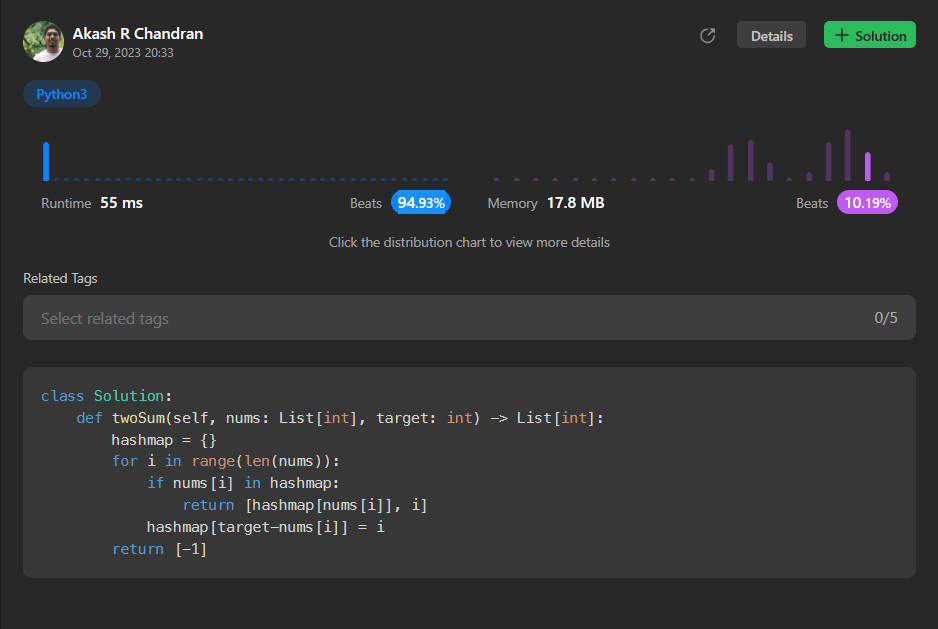 Akash R Chandran
Oct 29, 2023 20:33
Details
+ Solution
Python3
Runtime 55 ms Beats 94.93% Memory 17.8 MB Beats 10.19%
Click the distribution chart to view more details
Related Tags
Select related tags 0/5
class Solution:
    def twoSum(self, nums: List[int], target: int) -> List[int]:
        hashmap = {}
        for i in range(len(nums)):
            if nums[i] in hashmap:
                return [hashmap[nums[i]], i]
            hashmap[target-nums[i]] = i
        return [-1]